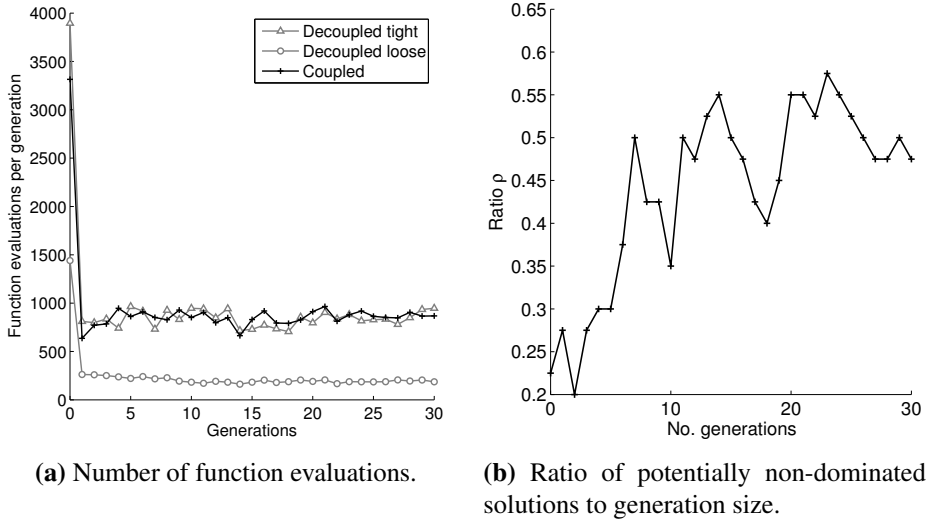 Function evaluations per generation
4000
3500
3000
2500
2000
1500
1000
500
0
0 5 10 15 20 25 30
Generations
Decoupled tight
Decoupled loose
Coupled
(a) Number of function evaluations.
Ratio ρ
0.65
0.6
0.55
0.5
0.45
0.4
0.35
0.3
0.25
0.2
0 10 20 30
No. generations
(b) Ratio of potentially non-dominated
solutions to generation size.